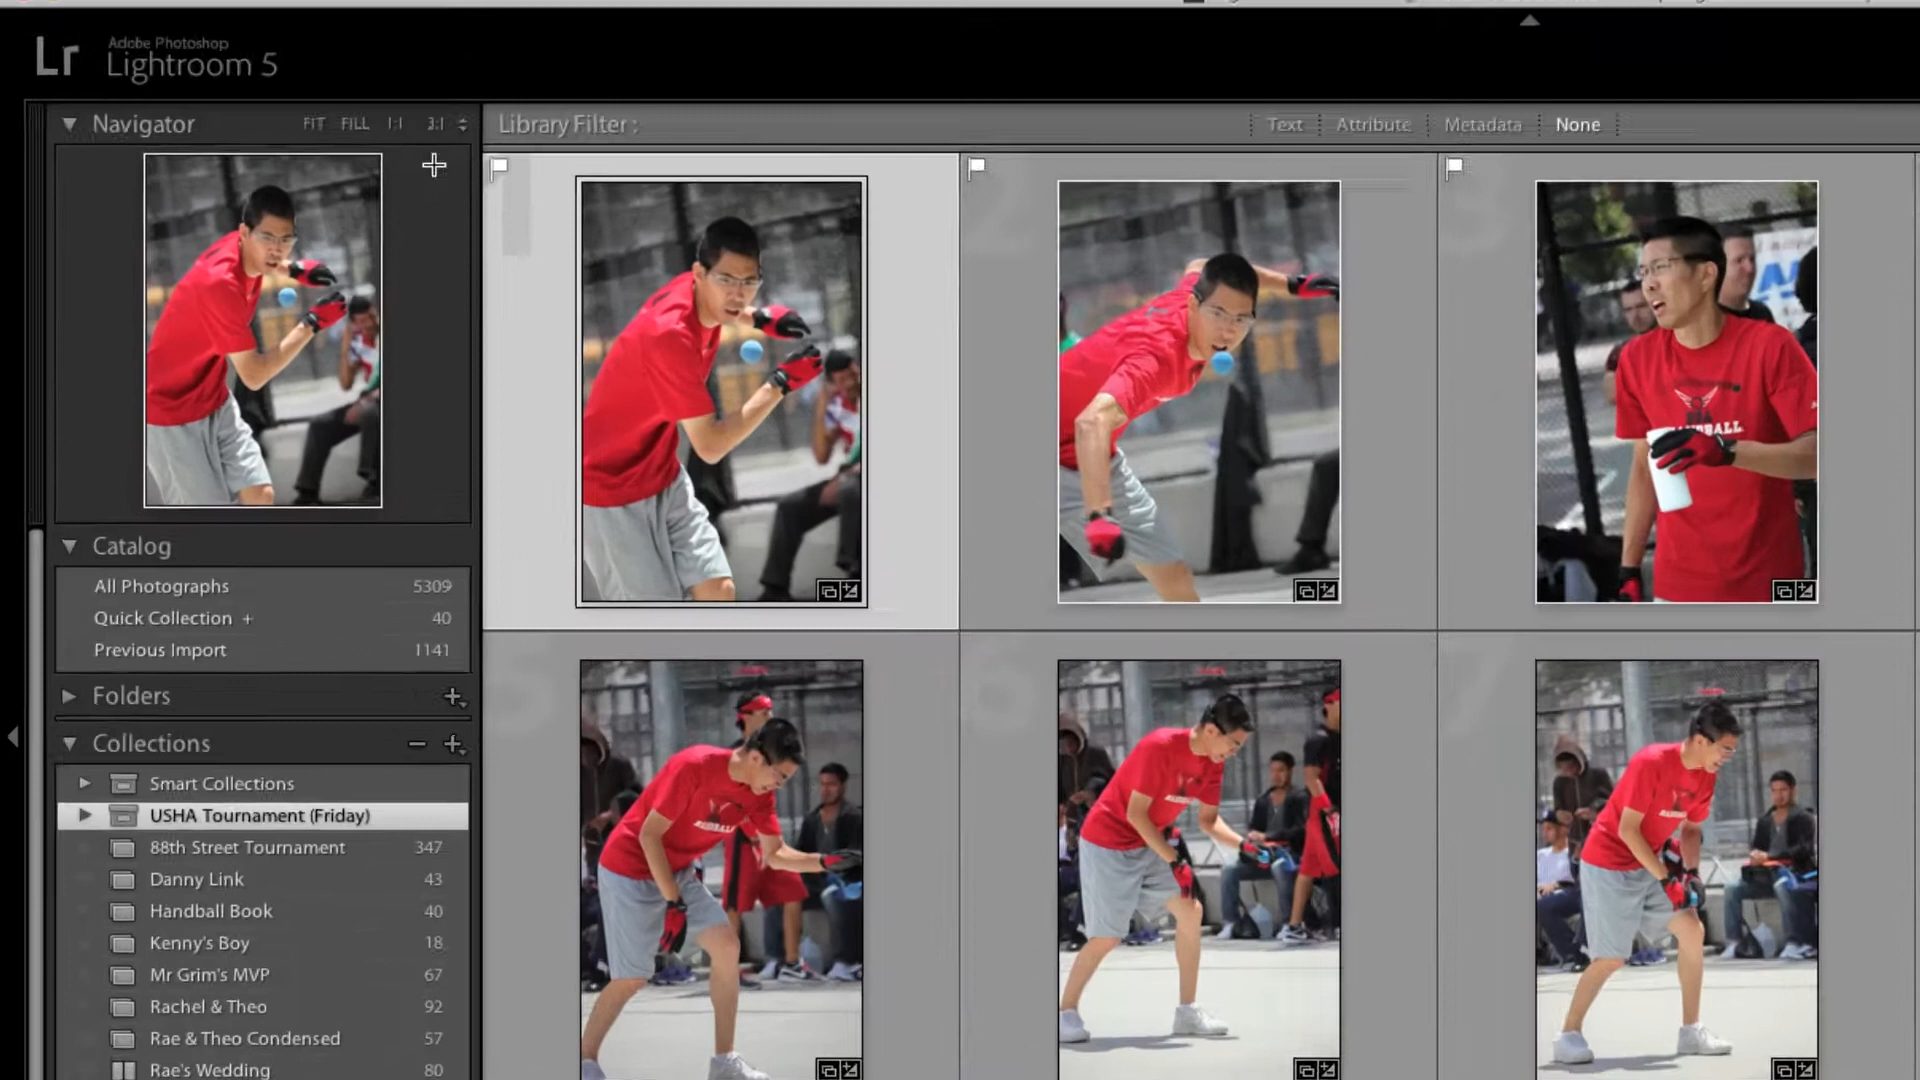 Lr
Adobe Photoshop
Lightroom 5
Navigator FIT FILL 1:1 3:1
Library Filter : Text Attribute Metadata None
Catalog
All Photographs 5309
Quick Collection + 40
Previous Import 1141
Folders
Collections
Smart Collections
USHA Tournament (Friday)
88th Street Tournament 347
Danny Link 43
Handball Book 40
Kenny's Boy 18
Mr Grim's MVP 67
Rachel & Theo 92
Rae & Theo Condensed 57
Rae's Wedding 80